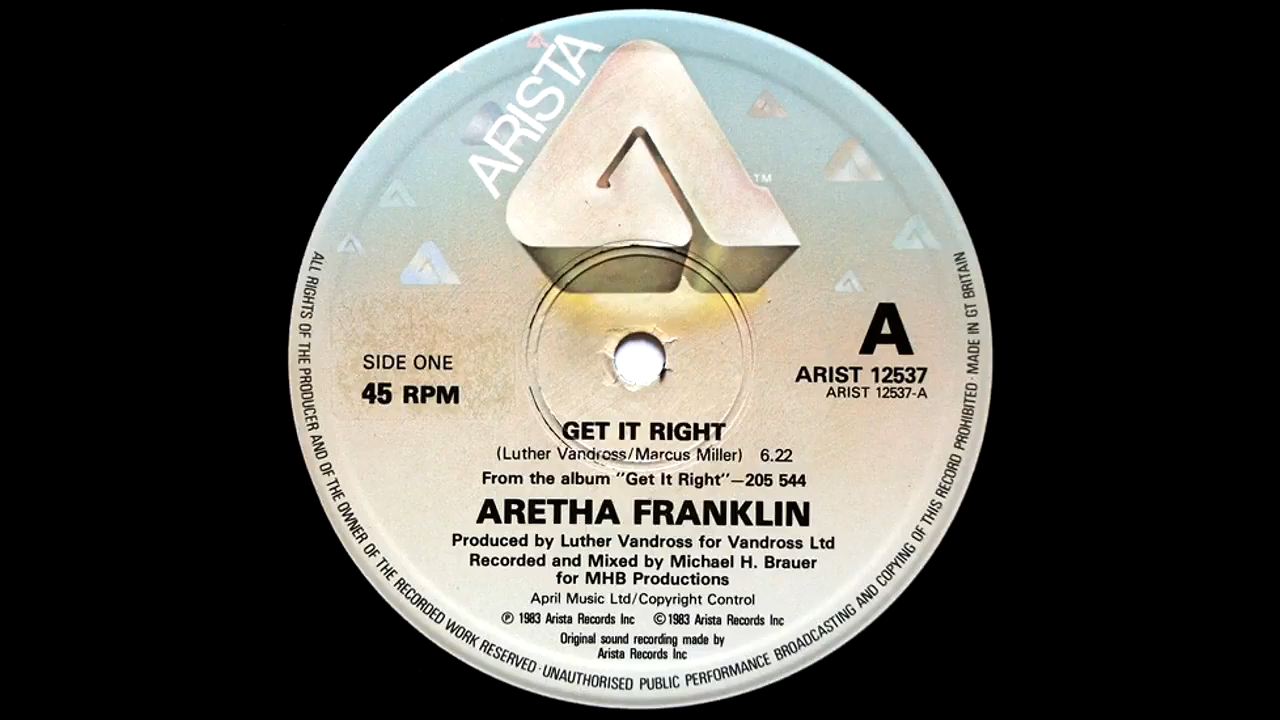 ARISTA
TM
SIDE ONE
45 RPM
A
ARIST 12537
ARIST 12537-A
GET IT RIGHT
(Luther Vandross/Marcus Miller) 6.22
From the album "Get It Right"—205 544
ARETHA FRANKLIN
Produced by Luther Vandross for Vandross Ltd
Recorded and Mixed by Michael H. Brauer
for MHB Productions
April Music Ltd/Copyright Control
℗ 1983 Arista Records Inc ©1983 Arista Records Inc
Original sound recording made by
Arista Records Inc
ALL RIGHTS OF THE PRODUCER AND OF THE OWNER OF THE RECORDED WORK RESERVED · UNAUTHORISED PUBLIC PERFORMANCE BROADCASTING AND COPYING OF THIS RECORD PROHIBITED · MADE IN GT BRITAIN